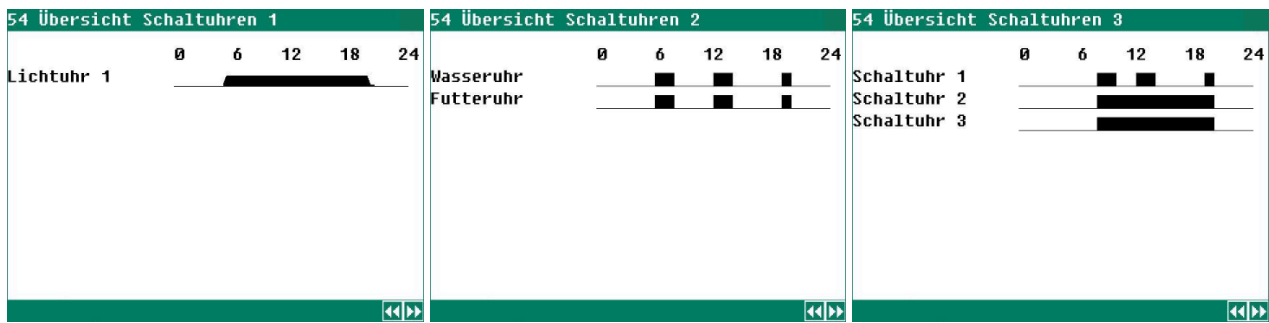 54 Übersicht Schaltuhren 1
0 6 12 18 24
Lichtuhr 1
54 Übersicht Schaltuhren 2
0 6 12 18 24
Wasseruhr
Futteruhr
54 Übersicht Schaltuhren 3
0 6 12 18 24
Schaltuhr 1
Schaltuhr 2
Schaltuhr 3